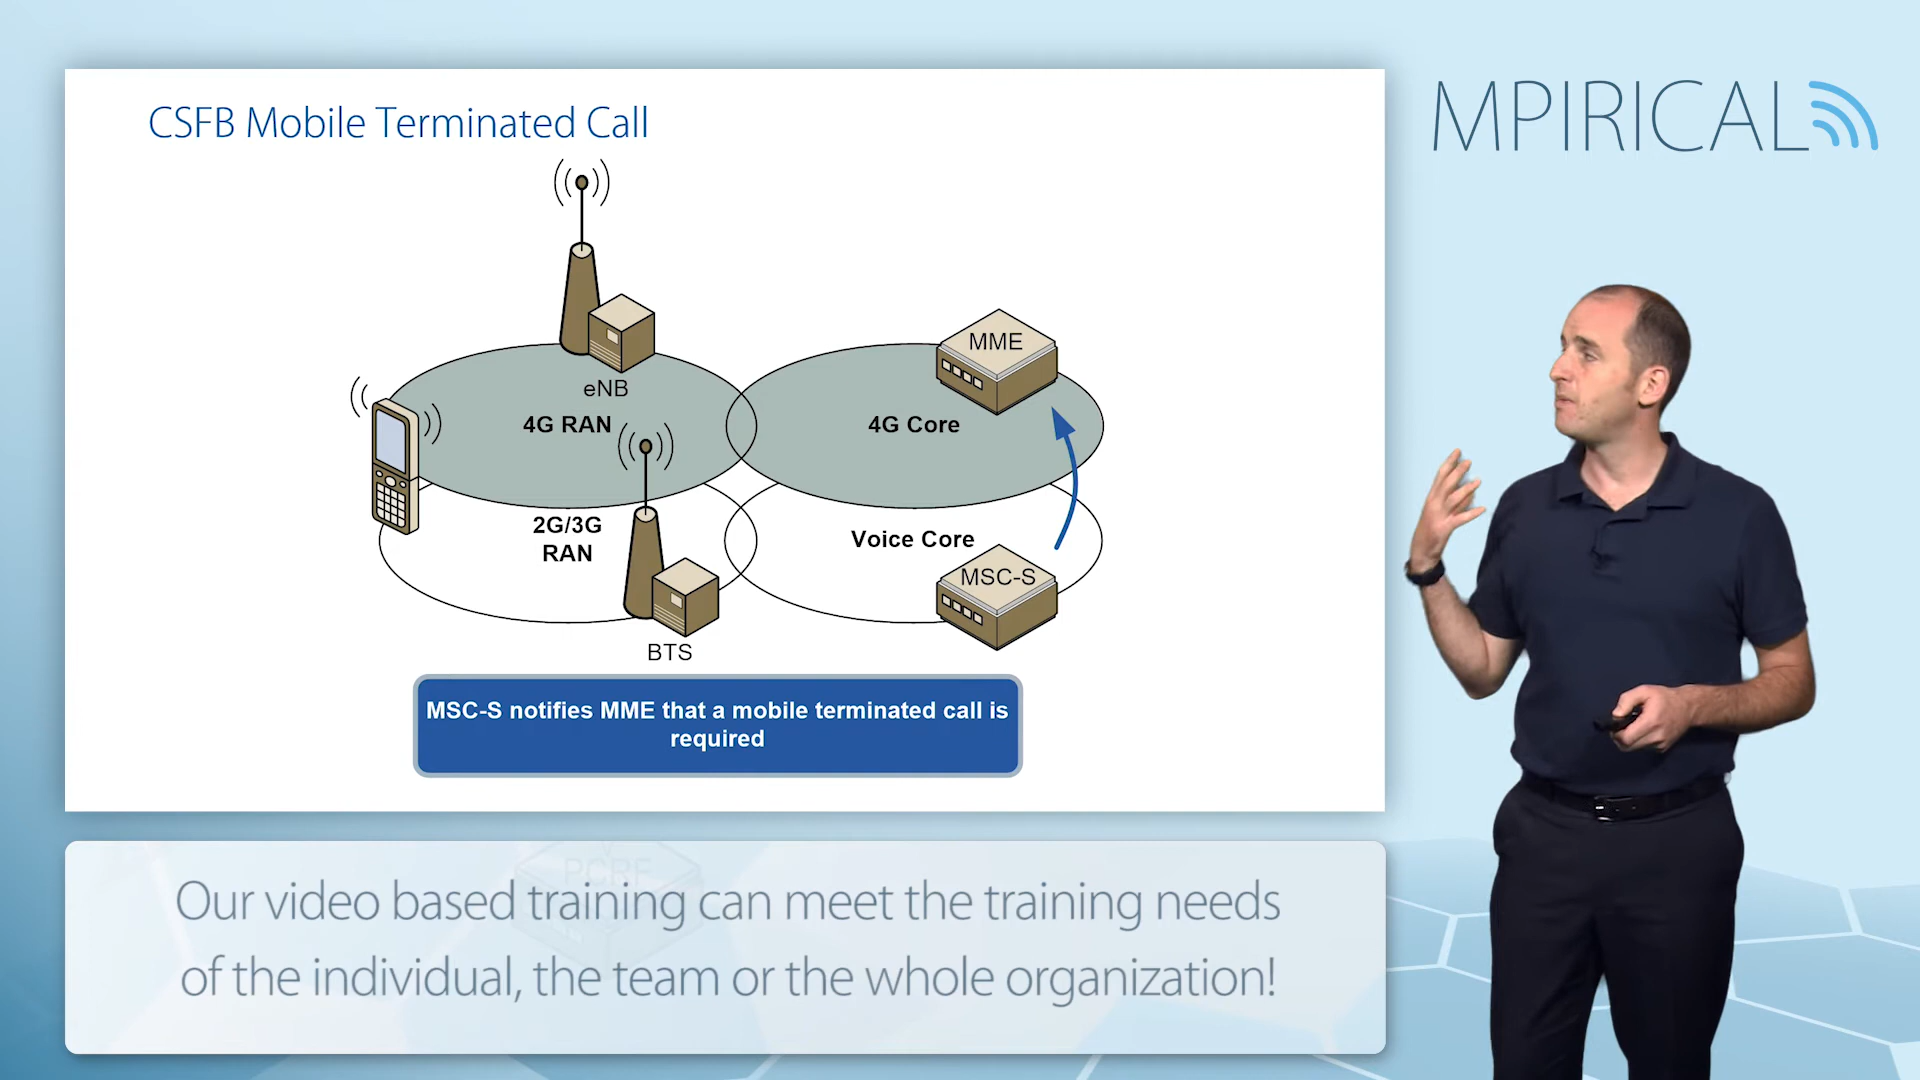 CSFB Mobile Terminated Call
MPIRICAL
MME
eNB
4G RAN
4G Core
2G/3G
RAN
Voice Core
MSC-S
BTS
MSC-S notifies MME that a mobile terminated call is
required
PCRF
Our video based training can meet the training needs
of the individual, the team or the whole organization!